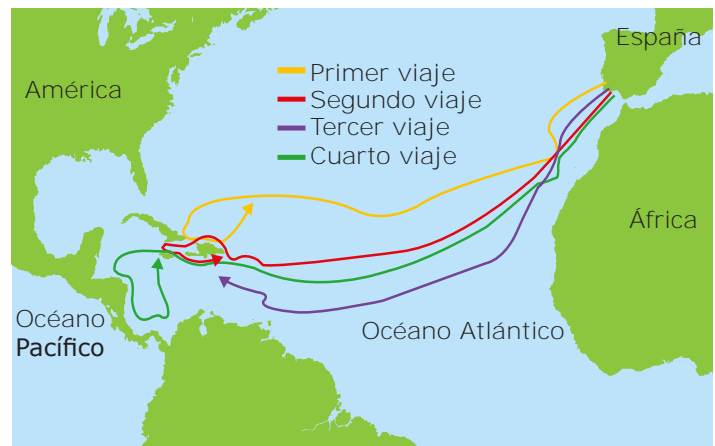 España
América
Primer viaje
Segundo viaje
Tercer viaje
Cuarto viaje
África
Océano
Pacífico
Océano Atlántico